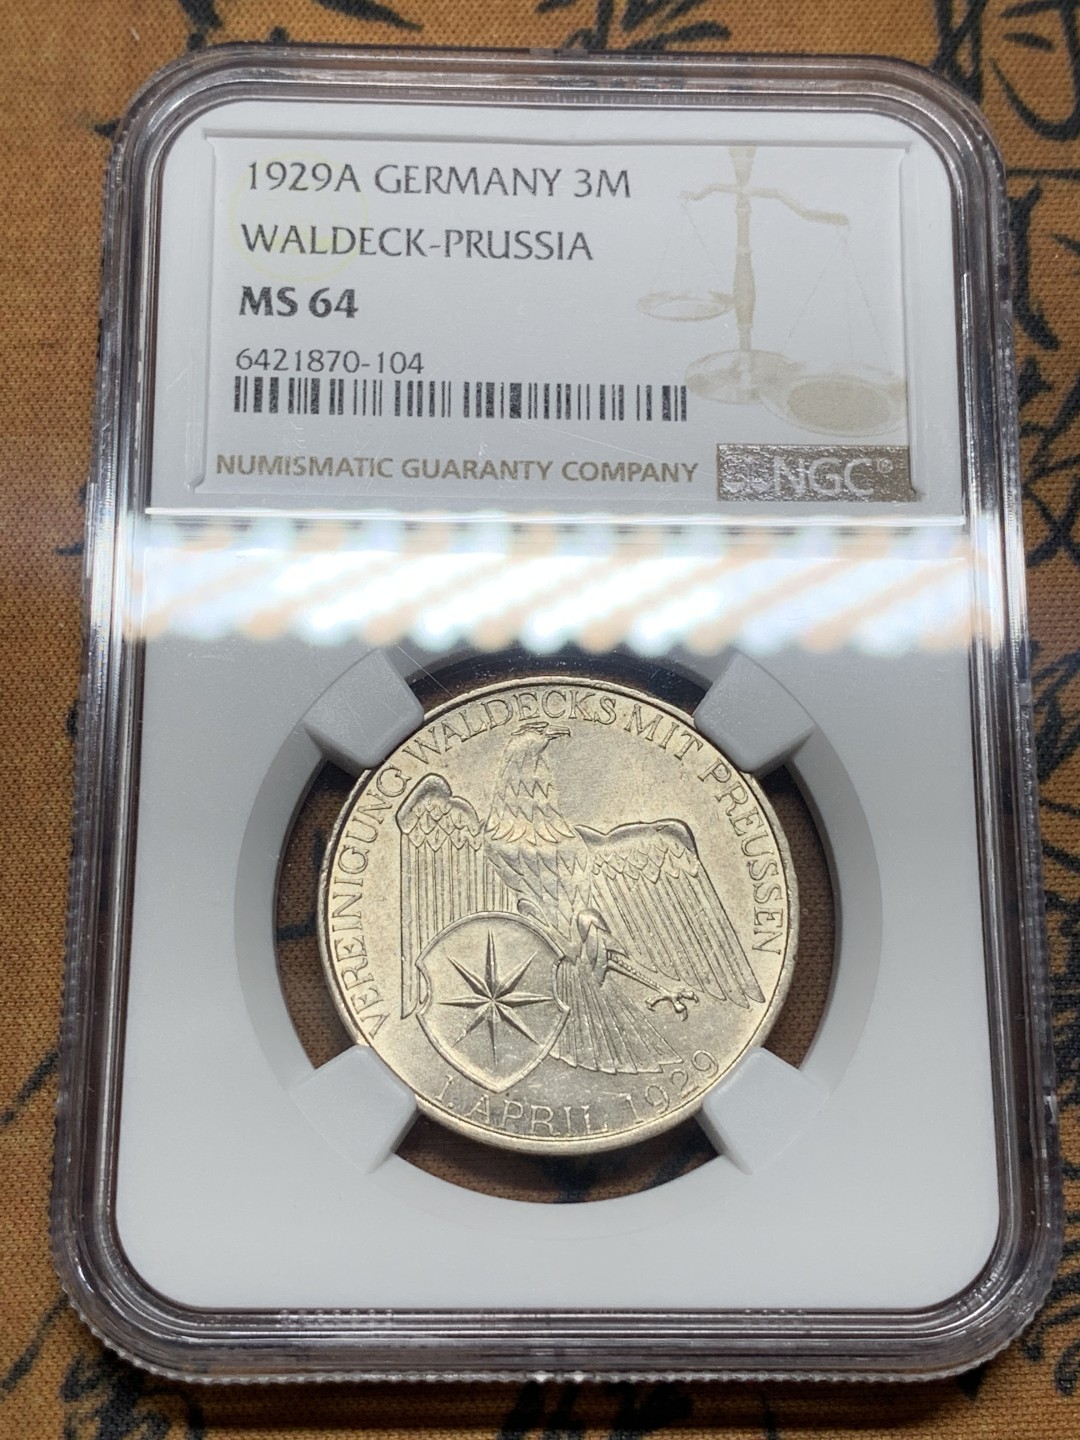 1929A GERMANY 3M
WALDECK-PRUSSIA
MS 64
6421870-104
NUMISMATIC GUARANTY COMPANY
NGC®
VEREINIGUNG WALDECKS MIT PREUSSEN
1. APRIL 1929